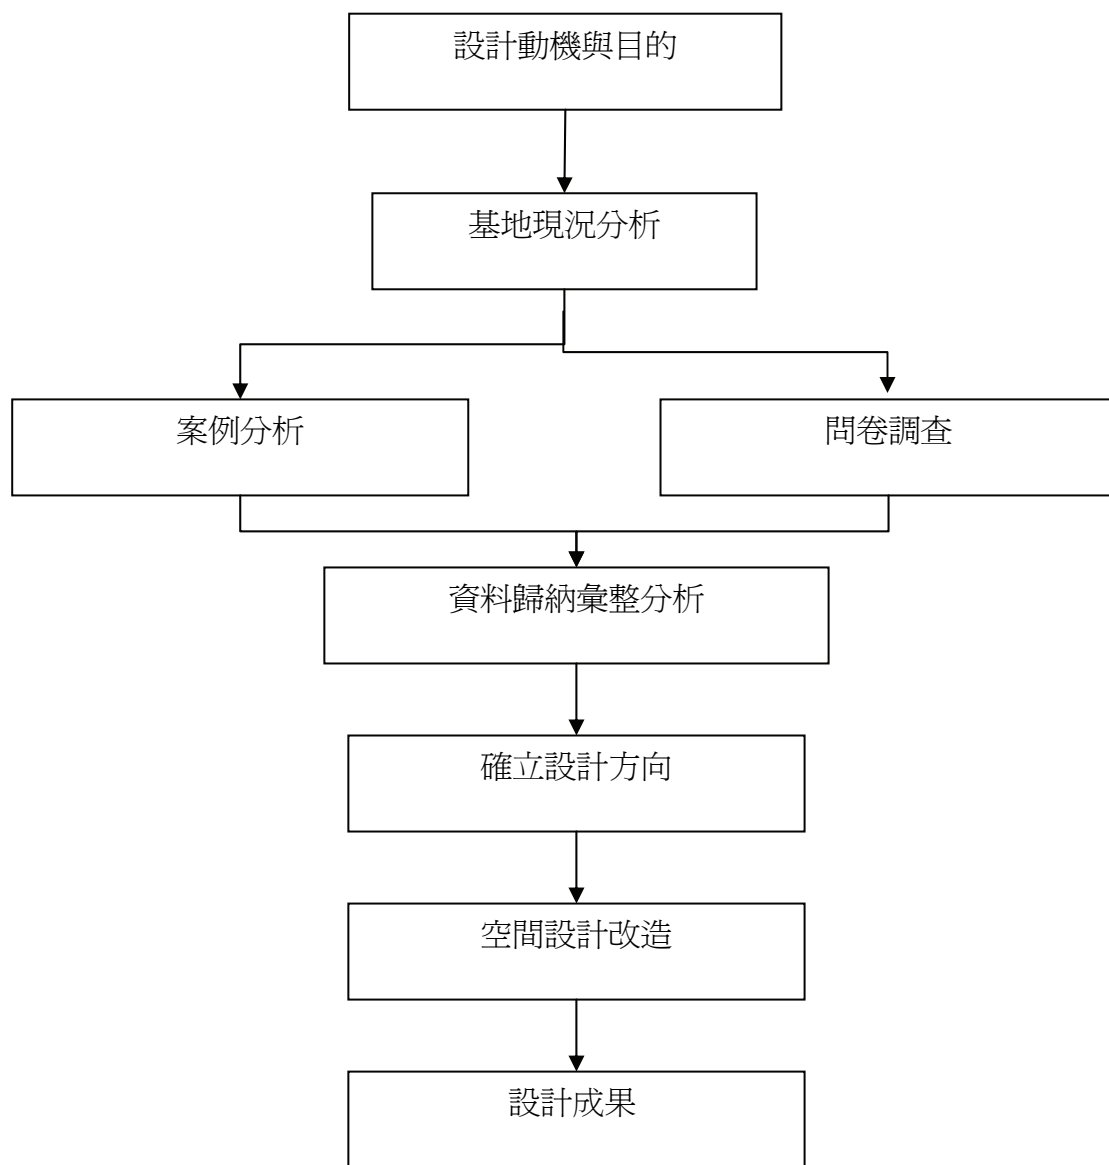 設計動機與目的
基地現況分析
案例分析
問卷調查
資料歸納彙整分析
確立設計方向
空間設計改造
設計成果